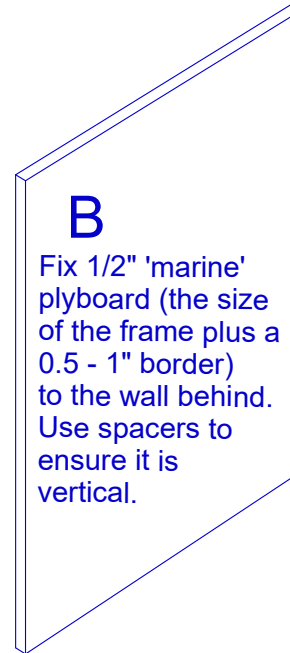 B
Fix 1/2" 'marine'
plyboard (the size
of the frame plus a
0.5 - 1" border)
to the wall behind.
Use spacers to
ensure it is
vertical.